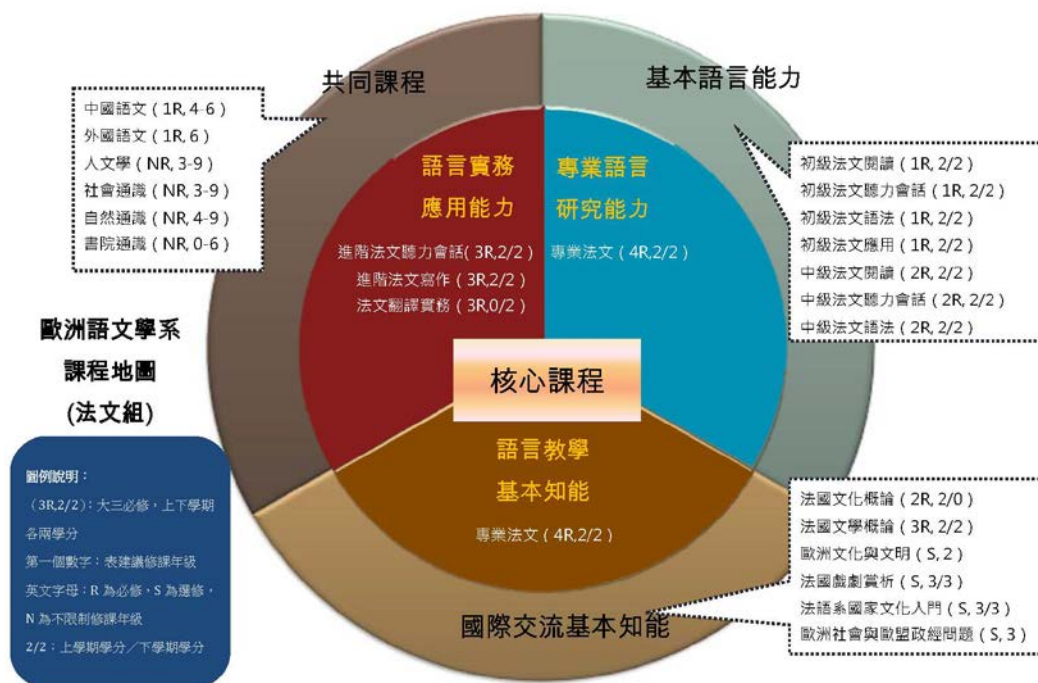 共同課程
基本語言能力
中國語文 ( 1R, 4-6 )
外國語文 ( 1R, 6 )
人文學 ( NR, 3-9 )
社會通識 ( NR, 3-9 )
自然通識 ( NR, 4-9 )
書院通識 ( NR, 0-6 )
初級法文閱讀 ( 1R, 2/2 )
初級法文聽力會話 ( 1R, 2/2 )
初級法文語法 ( 1R, 2/2 )
初級法文應用 ( 1R, 2/2 )
中級法文閱讀 ( 2R, 2/2 )
中級法文聽力會話 ( 2R, 2/2 )
中級法文語法 ( 2R, 2/2 )
語言實務
應用能力
進階法文聽力會話( 3R,2/2 )
進階法文寫作 ( 3R,2/2 )
法文翻譯實務 ( 3R,0/2 )
專業語言
研究能力
專業法文 ( 4R,2/2 )
歐洲語文學系
課程地圖
(法文組)
核心課程
語言教學
基本知能
專業法文 ( 4R,2/2 )
圖例說明：
（3R,2/2）: 大三必修，上下學期
各兩學分
第一個數字：表建議修課年級
英文字母：R 為必修，S 為選修，
N 為不限制修課年級
2/2：上學期學分／下學期學分
法國文化概論 ( 2R, 2/0 )
法國文學概論 ( 3R, 2/2 )
歐洲文化與文明 ( S, 2 )
法國戲劇賞析 ( S, 3/3 )
法語系國家文化入門 ( S, 3/3 )
歐洲社會與歐盟政經問題 ( S, 3 )
國際交流基本知能